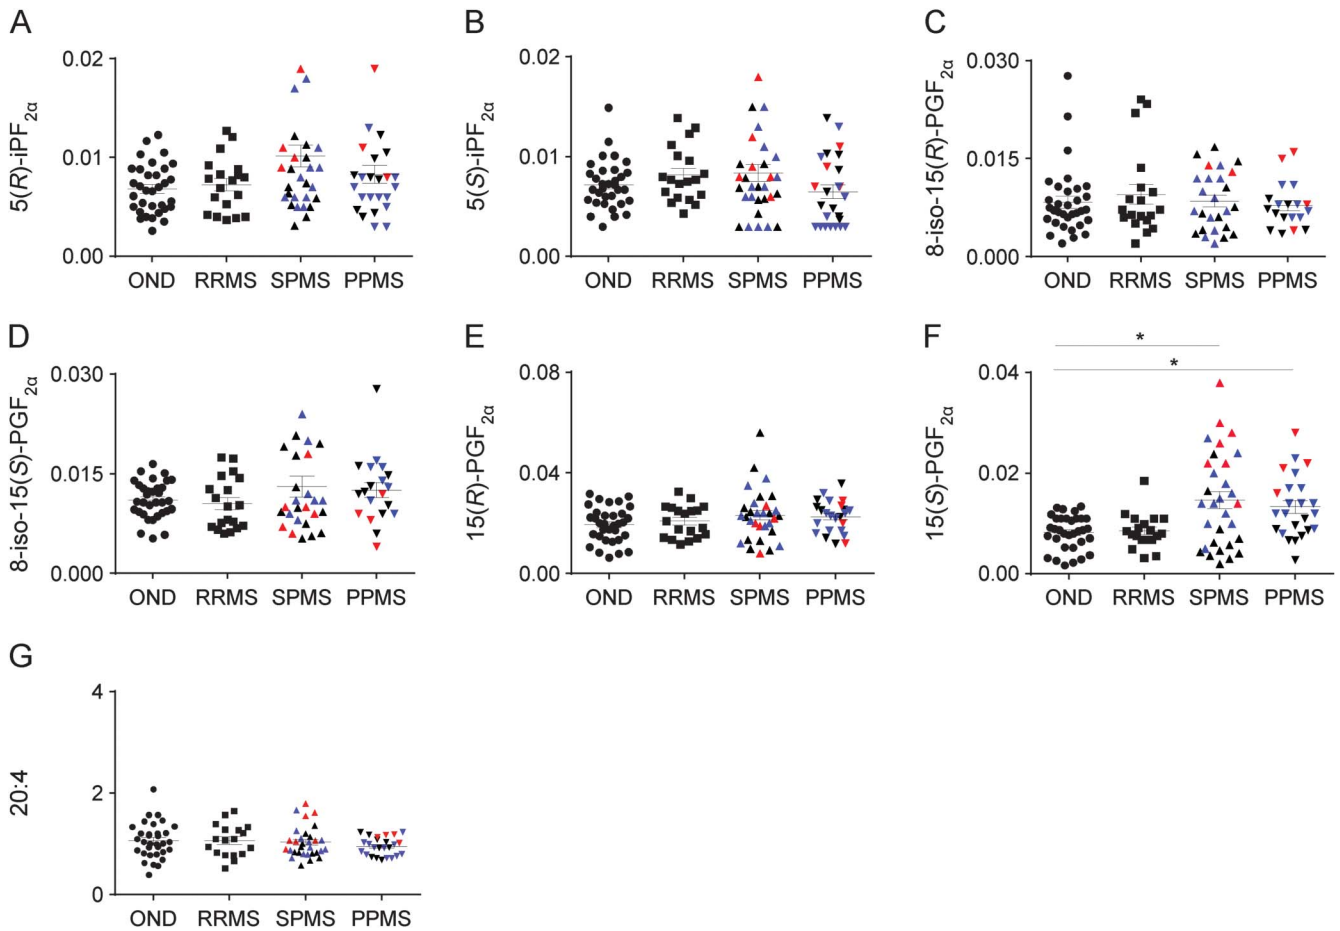 A
5(R)-iPF2α
0.02
0.01
0.00
OND RRMS SPMS PPMS
B
5(S)-iPF2α
0.02
0.01
0.00
OND RRMS SPMS PPMS
C
8-iso-15(R)-PGF2α
0.030
0.015
0.000
OND RRMS SPMS PPMS
D
8-iso-15(S)-PGF2α
0.030
0.015
0.000
OND RRMS SPMS PPMS
E
15(R)-PGF2α
0.08
0.04
0.00
OND RRMS SPMS PPMS
F
15(S)-PGF2α
*
*
0.04
0.02
0.00
OND RRMS SPMS PPMS
G
20:4
4
2
0
OND RRMS SPMS PPMS